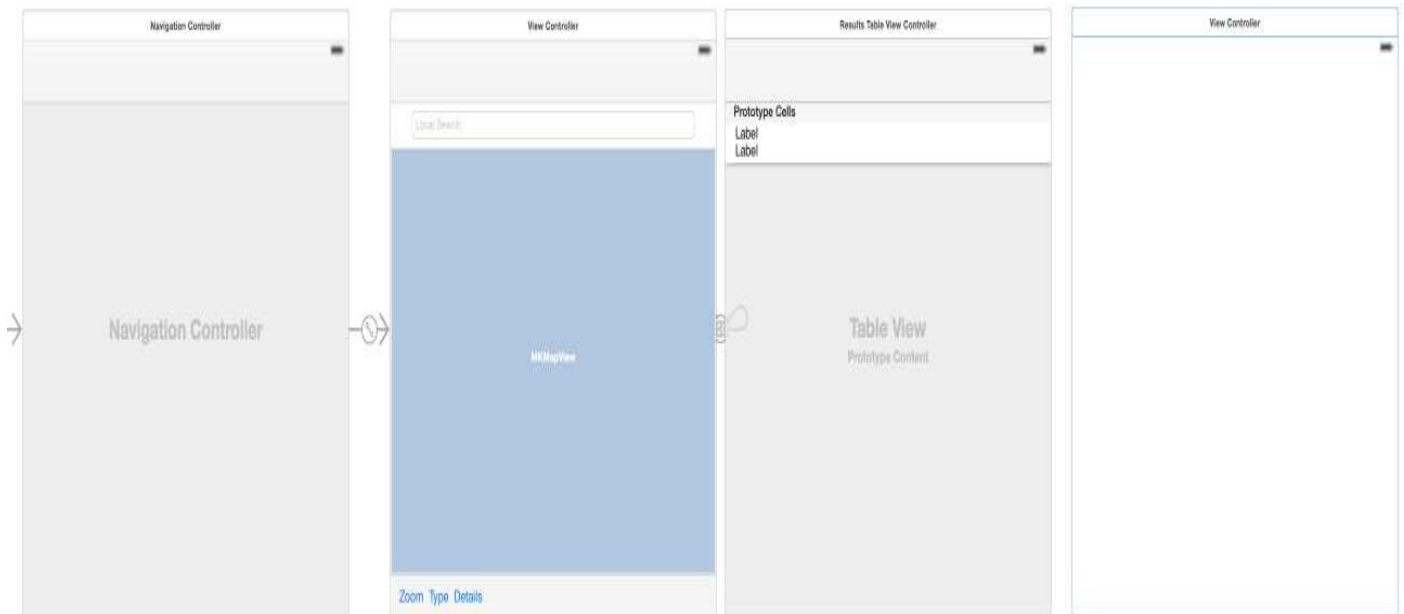 Navigation Controller
Navigation Controller
View Controller
Local Search
MKMapView
Zoom Type Details
Results Table View Controller
Prototype Cells
Label
Label
Table View
Prototype Content
View Controller